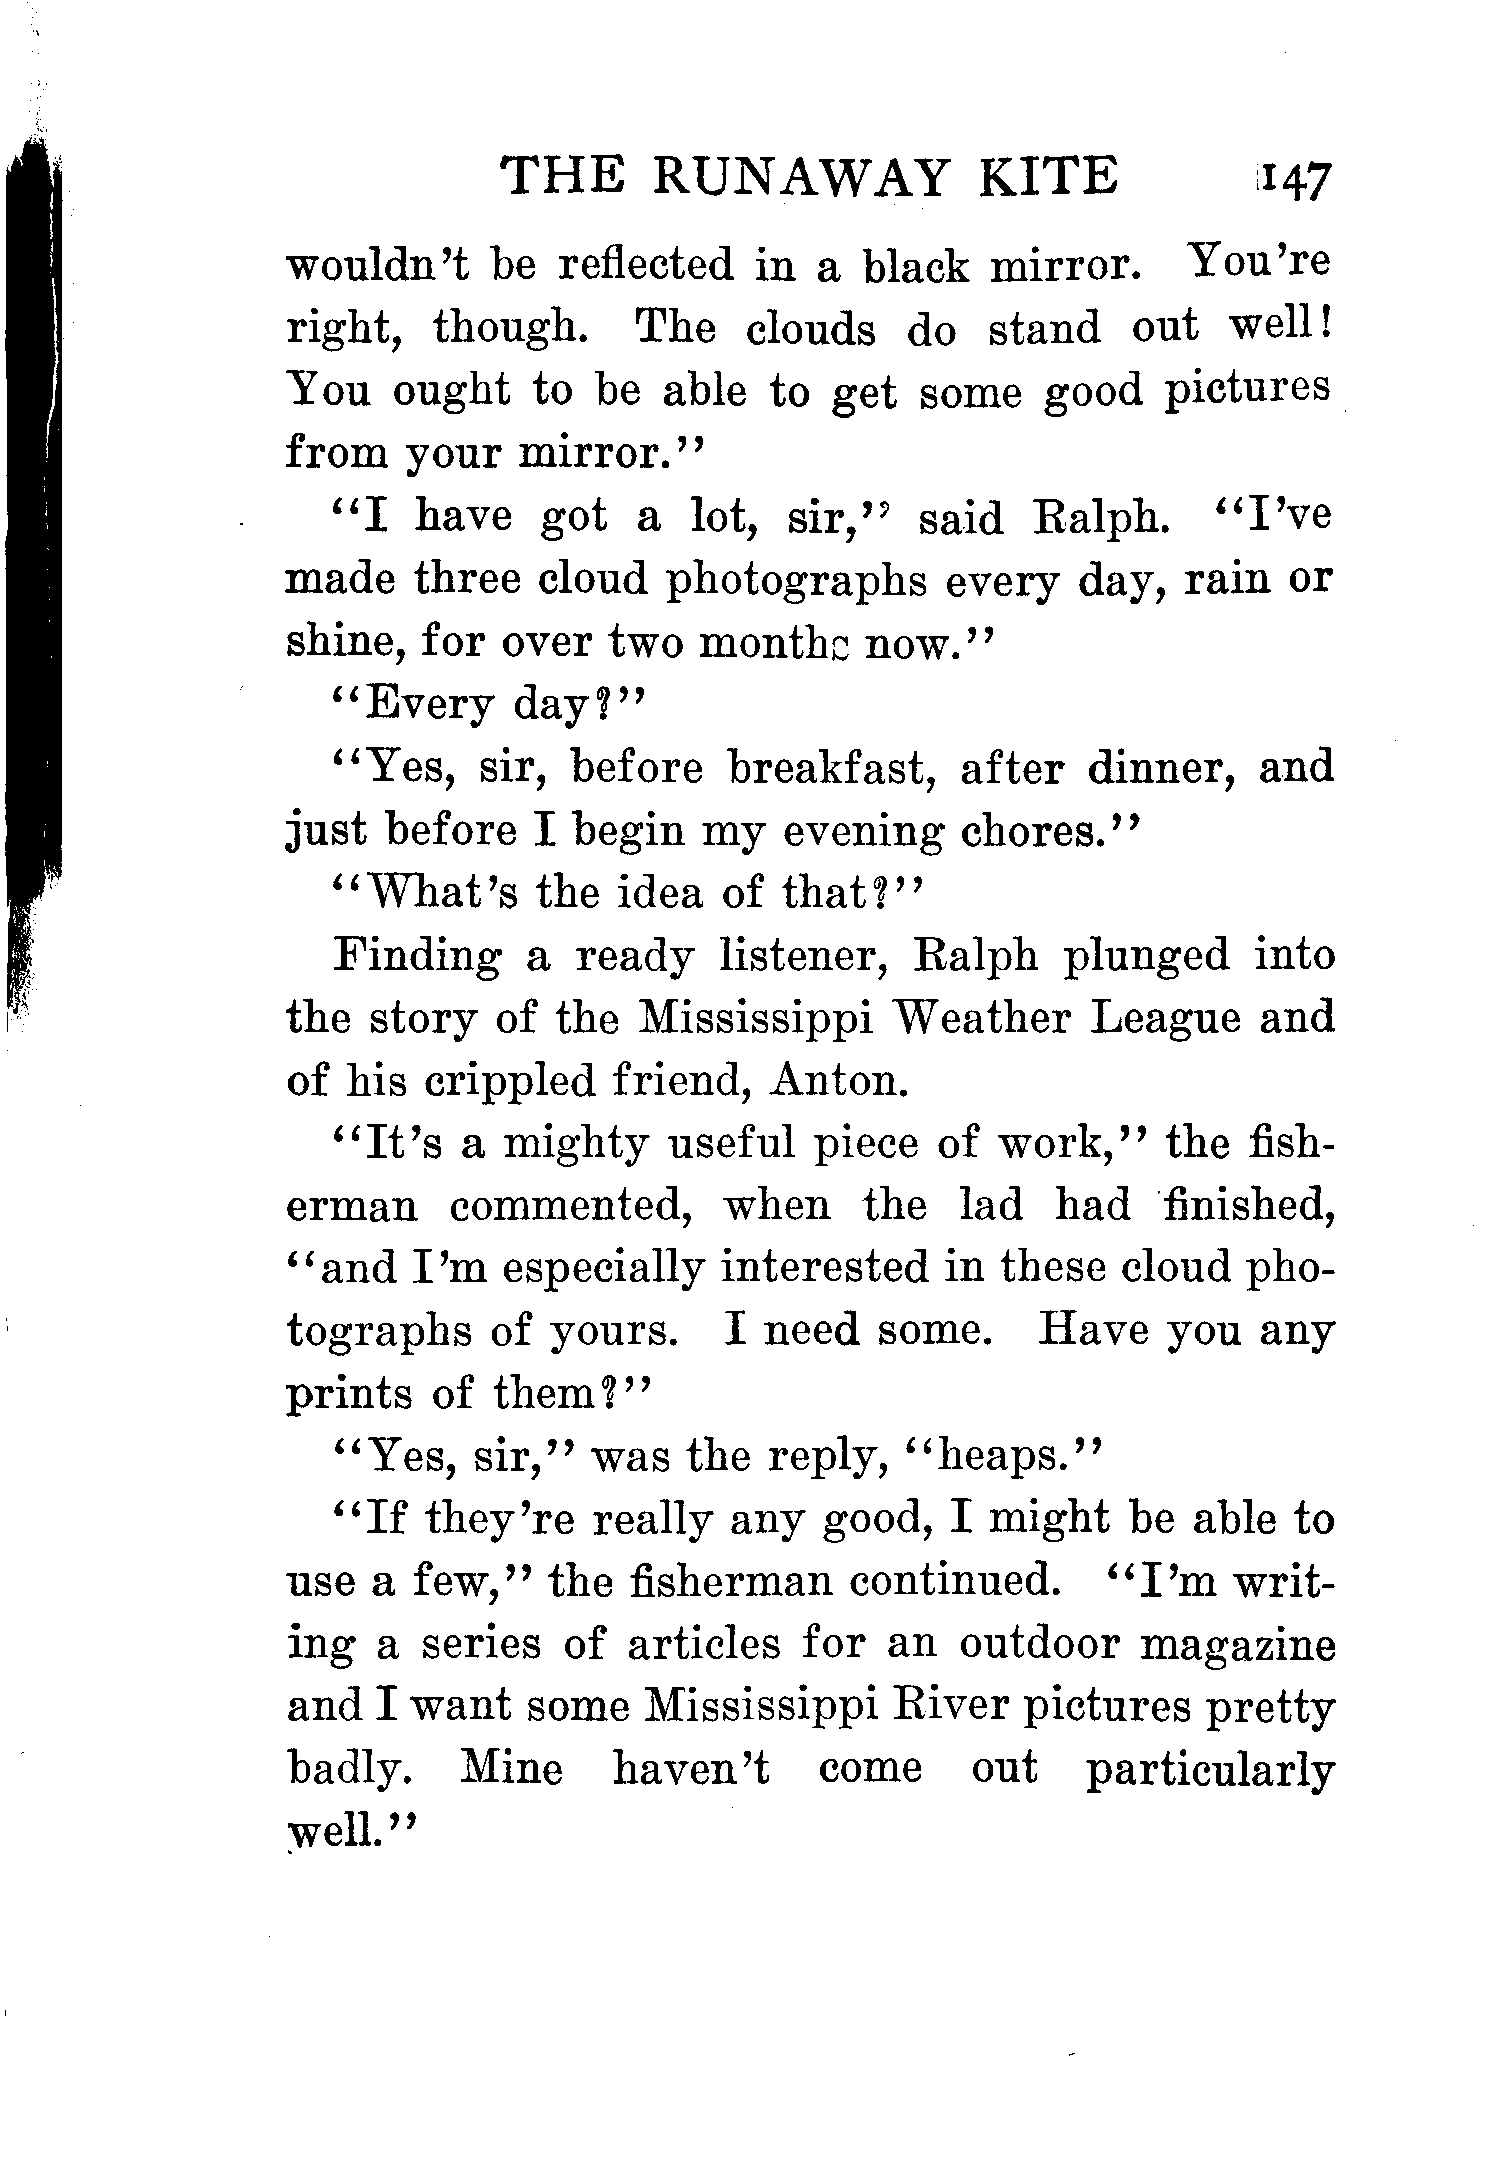 THE RUNAWAY KITE 147
wouldn't be reflected in a black mirror. You're
right, though. The clouds do stand out well!
You ought to be able to get some good pictures
from your mirror."
"I have got a lot, sir," said Ralph. "I've
made three cloud photographs every day, rain or
shine, for over two months now."
"Every day?"
"Yes, sir, before breakfast, after dinner, and
just before I begin my evening chores."
"What's the idea of that?"
Finding a ready listener, Ralph plunged into
the story of the Mississippi Weather League and
of his crippled friend, Anton.
"It's a mighty useful piece of work," the fish-
erman commented, when the lad had finished,
"and I'm especially interested in these cloud pho-
tographs of yours. I need some. Have you any
prints of them?"
"Yes, sir," was the reply, "heaps."
"If they're really any good, I might be able to
use a few," the fisherman continued. "I'm writ-
ing a series of articles for an outdoor magazine
and I want some Mississippi River pictures pretty
badly. Mine haven't come out particularly
well."